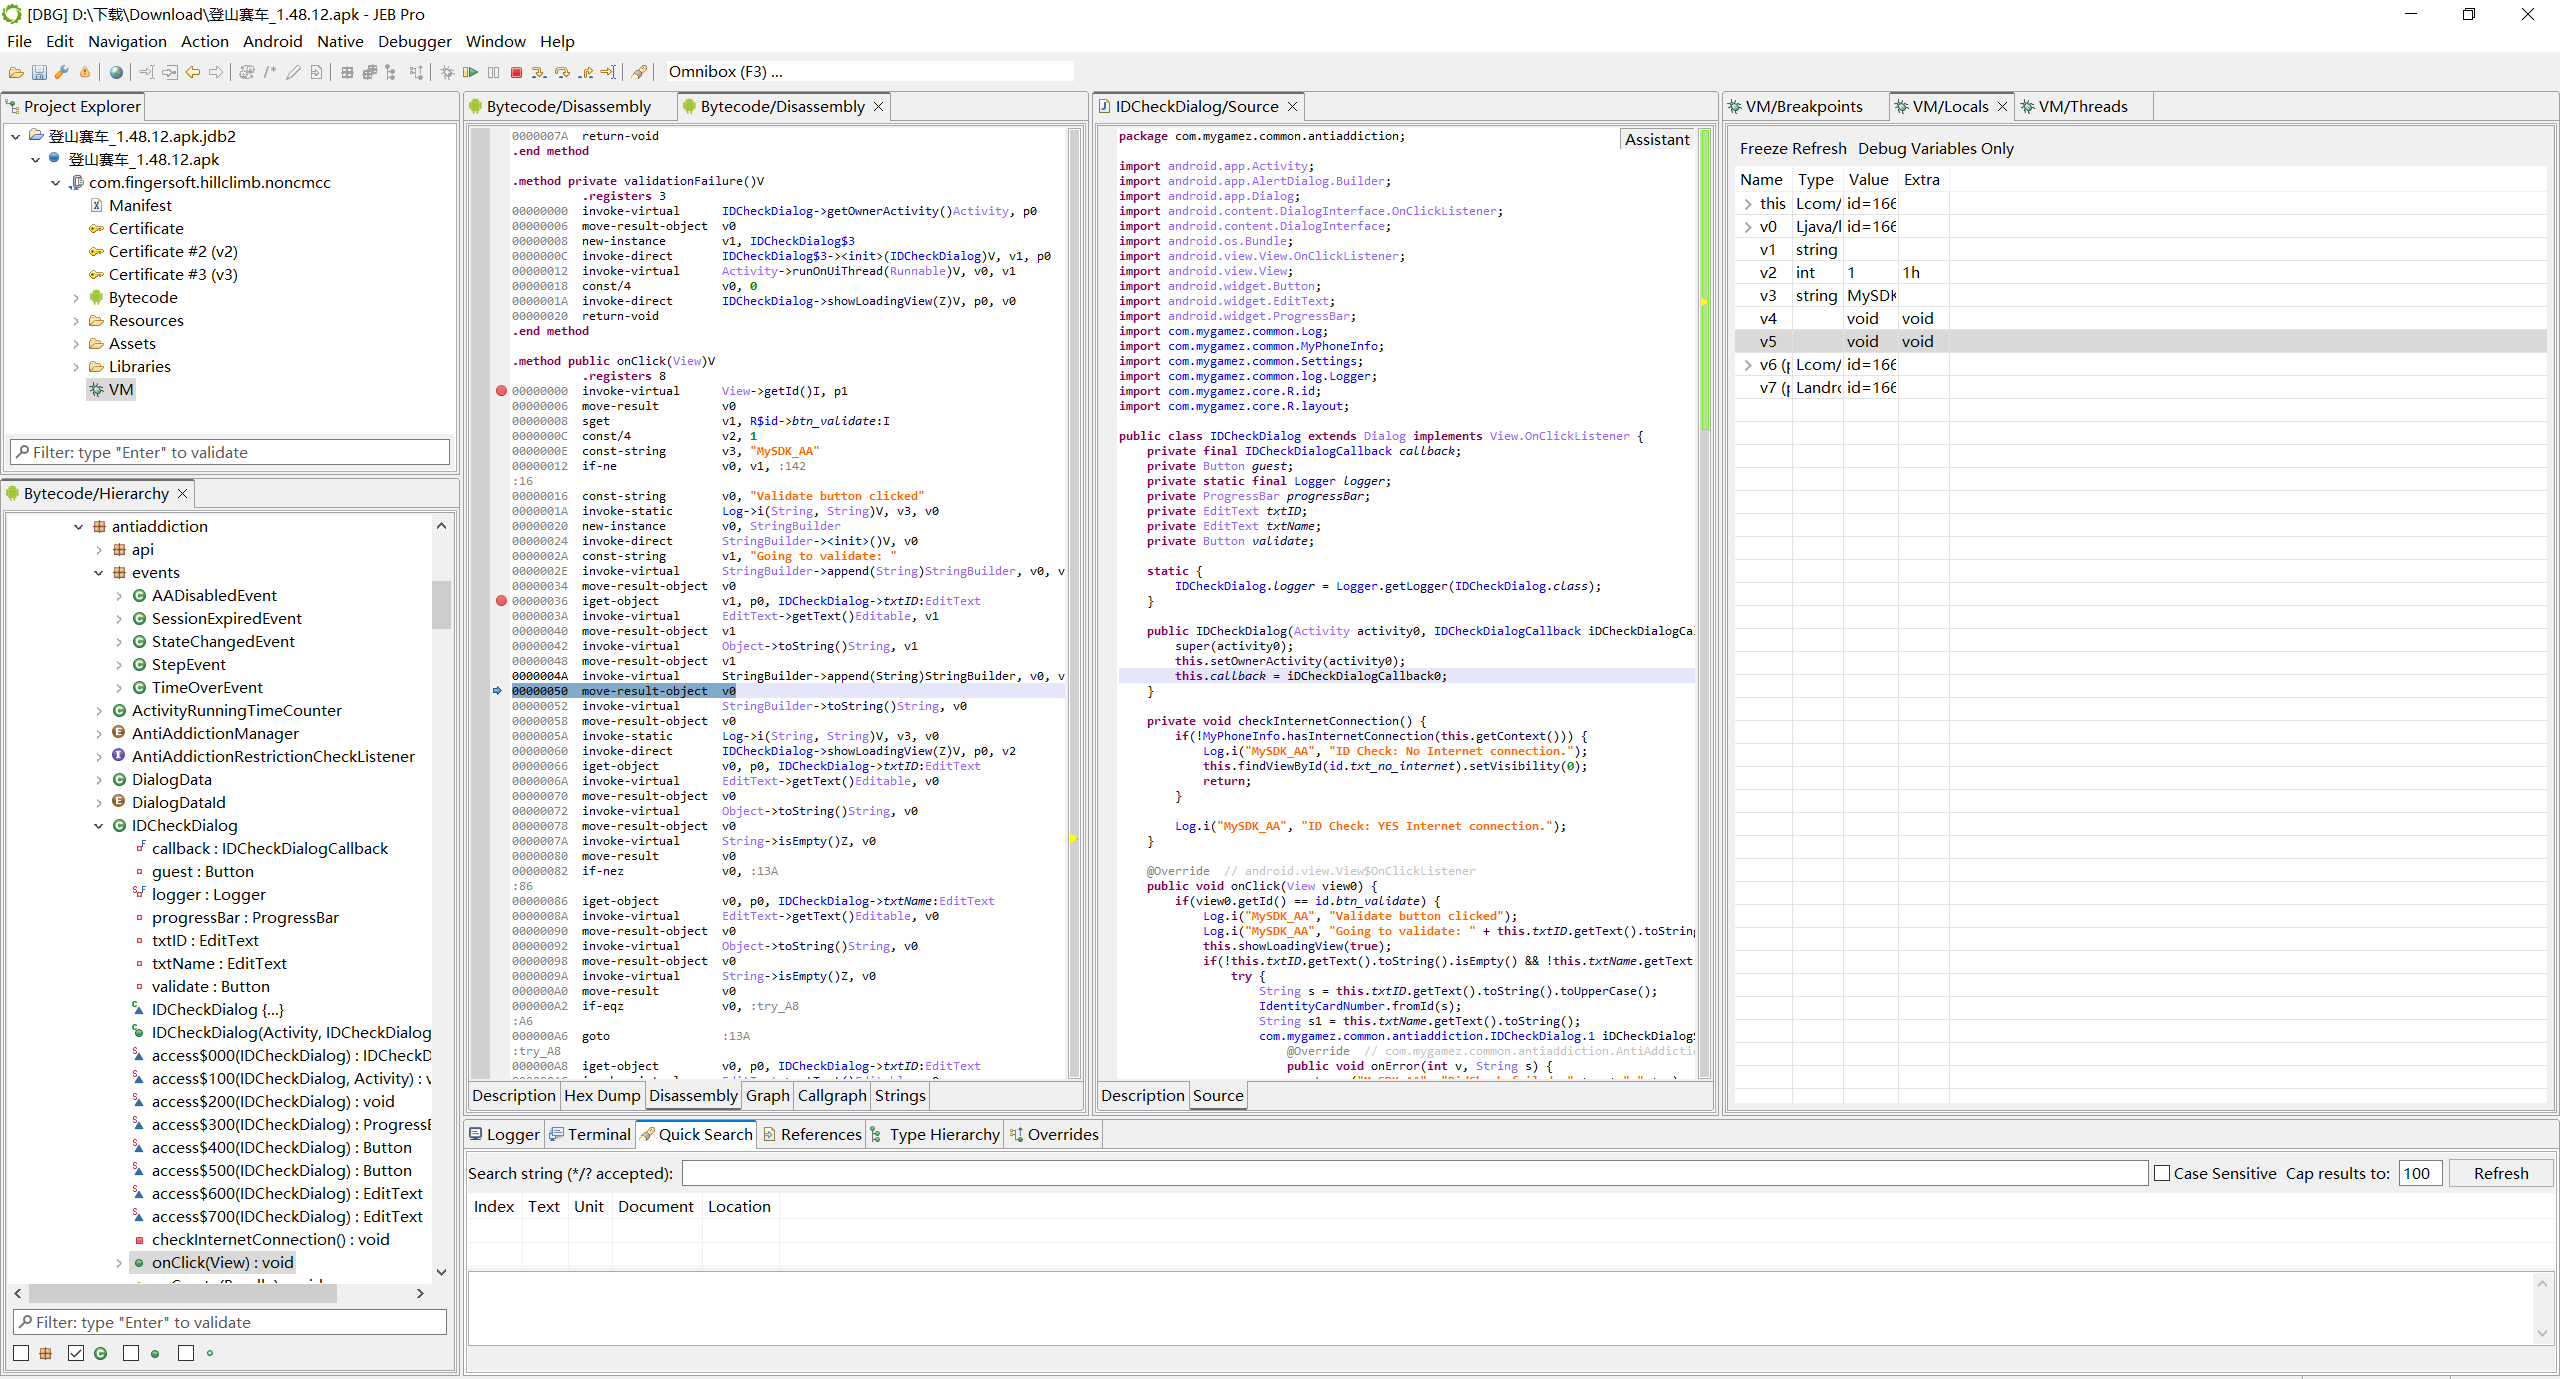 [DBG] D:\下载\Download\登山赛车_1.48.12.apk - JEB Pro
File Edit Navigation Action Android Native Debugger Window Help
Omnibox (F3) ...
Project Explorer
登山赛车_1.48.12.apk.jdb2
登山赛车_1.48.12.apk
com.fingersoft.hillclimb.noncmcc
Manifest
Certificate
Certificate #2 (v2)
Certificate #3 (v3)
Bytecode
Resources
Assets
Libraries
VM
Filter: type "Enter" to validate
Bytecode/Hierarchy
antiaddiction
api
events
AADisabledEvent
SessionExpiredEvent
StateChangedEvent
StepEvent
TimeOverEvent
ActivityRunningTimeCounter
AntiAddictionManager
AntiAddictionRestrictionCheckListener
DialogData
DialogDataId
IDCheckDialog
callback : IDCheckDialogCallback
guest : Button
logger : Logger
progressBar : ProgressBar
txtID : EditText
txtName : EditText
validate : Button
IDCheckDialog {...}
IDCheckDialog(Activity, IDCheckDialog
access$000(IDCheckDialog) : IDCheckD
access$100(IDCheckDialog, Activity) : v
access$200(IDCheckDialog) : void
access$300(IDCheckDialog) : ProgressB
access$400(IDCheckDialog) : Button
access$500(IDCheckDialog) : Button
access$600(IDCheckDialog) : EditText
access$700(IDCheckDialog) : EditText
checkInternetConnection() : void
onClick(View) : void
Filter: type "Enter" to validate
Bytecode/Disassembly Bytecode/Disassembly
0000007A return-void
.end method
.method private validationFailure()V
.registers 3
00000000 invoke-virtual IDCheckDialog->getOwnerActivity()Activity, p0
00000006 move-result-object v0
00000008 new-instance v1, IDCheckDialog$3
0000000C invoke-direct IDCheckDialog$3-><init>(IDCheckDialog)V, v1, p0
00000012 invoke-virtual Activity->runOnUiThread(Runnable)V, v0, v1
00000018 const/4 v0, 0
0000001A invoke-direct IDCheckDialog->showLoadingView(Z)V, p0, v0
00000020 return-void
.end method
.method public onClick(View)V
.registers 8
00000000 invoke-virtual View->getId()I, p1
00000006 move-result v0
00000008 sget v1, R$id->btn_validate:I
0000000C const/4 v2, 1
0000000E const-string v3, "MySDK_AA"
00000012 if-ne v0, v1, :142
:16
00000016 const-string v0, "Validate button clicked"
0000001A invoke-static Log->i(String, String)V, v3, v0
00000020 new-instance v0, StringBuilder
00000024 invoke-direct StringBuilder-><init>()V, v0
0000002A const-string v1, "Going to validate: "
0000002E invoke-virtual StringBuilder->append(String)StringBuilder, v0, v
00000034 move-result-object v0
00000036 iget-object v1, p0, IDCheckDialog->txtID:EditText
0000003A invoke-virtual EditText->getText()Editable, v1
00000040 move-result-object v1
00000042 invoke-virtual Object->toString()String, v1
00000048 move-result-object v1
0000004A invoke-virtual StringBuilder->append(String)StringBuilder, v0, v
00000050 move-result-object v0
00000052 invoke-virtual StringBuilder->toString()String, v0
00000058 move-result-object v0
0000005A invoke-static Log->i(String, String)V, v3, v0
00000060 invoke-direct IDCheckDialog->showLoadingView(Z)V, p0, v2
00000066 iget-object v0, p0, IDCheckDialog->txtID:EditText
0000006A invoke-virtual EditText->getText()Editable, v0
00000070 move-result-object v0
00000072 invoke-virtual Object->toString()String, v0
00000078 move-result-object v0
0000007A invoke-virtual String->isEmpty()Z, v0
00000080 move-result v0
00000082 if-nez v0, :13A
:86
00000086 iget-object v0, p0, IDCheckDialog->txtName:EditText
0000008A invoke-virtual EditText->getText()Editable, v0
00000090 move-result-object v0
00000092 invoke-virtual Object->toString()String, v0
00000098 move-result-object v0
0000009A invoke-virtual String->isEmpty()Z, v0
000000A0 move-result v0
000000A2 if-eqz v0, :try_A8
:A6
000000A6 goto :13A
:try_A8
000000A8 iget-object v0, p0, IDCheckDialog->txtID:EditText
Description Hex Dump Disassembly Graph Callgraph Strings
IDCheckDialog/Source
Assistant
package com.mygamez.common.antiaddiction;
import android.app.Activity;
import android.app.AlertDialog.Builder;
import android.app.Dialog;
import android.content.DialogInterface.OnClickListener;
import android.content.DialogInterface;
import android.os.Bundle;
import android.view.View.OnClickListener;
import android.view.View;
import android.widget.Button;
import android.widget.EditText;
import android.widget.ProgressBar;
import com.mygamez.common.Log;
import com.mygamez.common.MyPhoneInfo;
import com.mygamez.common.Settings;
import com.mygamez.common.log.Logger;
import com.mygamez.core.R.id;
import com.mygamez.core.R.layout;
public class IDCheckDialog extends Dialog implements View.OnClickListener {
private final IDCheckDialogCallback callback;
private Button guest;
private static final Logger logger;
private ProgressBar progressBar;
private EditText txtID;
private EditText txtName;
private Button validate;
static {
IDCheckDialog.logger = Logger.getLogger(IDCheckDialog.class);
}
public IDCheckDialog(Activity activity0, IDCheckDialogCallback iDCheckDialogCal
super(activity0);
this.setOwnerActivity(activity0);
this.callback = iDCheckDialogCallback0;
}
private void checkInternetConnection() {
if(!MyPhoneInfo.hasInternetConnection(this.getContext())) {
Log.i("MySDK_AA", "ID Check: No Internet connection.");
this.findViewById(id.txt_no_internet).setVisibility(0);
return;
}
Log.i("MySDK_AA", "ID Check: YES Internet connection.");
}
@Override // android.view.View$OnClickListener
public void onClick(View view0) {
if(view0.getId() == id.btn_validate) {
Log.i("MySDK_AA", "Validate button clicked");
Log.i("MySDK_AA", "Going to validate: " + this.txtID.getText().toString
this.showLoadingView(true);
if(!this.txtID.getText().toString().isEmpty() && !this.txtName.getText(
try {
String s = this.txtID.getText().toString().toUpperCase();
IdentityCardNumber.fromId(s);
String s1 = this.txtName.getText().toString();
com.mygamez.common.antiaddiction.IDCheckDialog.1 iDCheckDialog$
@Override // com.mygamez.common.antiaddiction.AntiAddicti
public void onError(int v, String s) {
Description Source
VM/Breakpoints VM/Locals VM/Threads
Freeze Refresh Debug Variables Only
Name Type Value Extra
this Lcom/ id=166
v0 Ljava/l id=166
v1 string
v2 int 1 1h
v3 string MySDK
v4 void void
v5 void void
v6 (p Lcom/ id=166
v7 (p Landro id=166
Logger Terminal Quick Search References Type Hierarchy Overrides
Search string (*/? accepted): Case Sensitive Cap results to: 100 Refresh
Index Text Unit Document Location